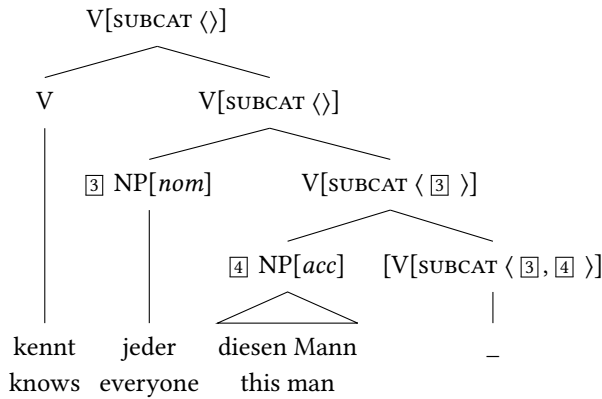 V[SUBCAT ⟨⟩]
V V[SUBCAT ⟨⟩]
3 NP[nom] V[SUBCAT ⟨ 3 ⟩]
4 NP[acc] [V[SUBCAT ⟨ 3, 4 ⟩]
kennt jeder diesen Mann _
knows everyone this man